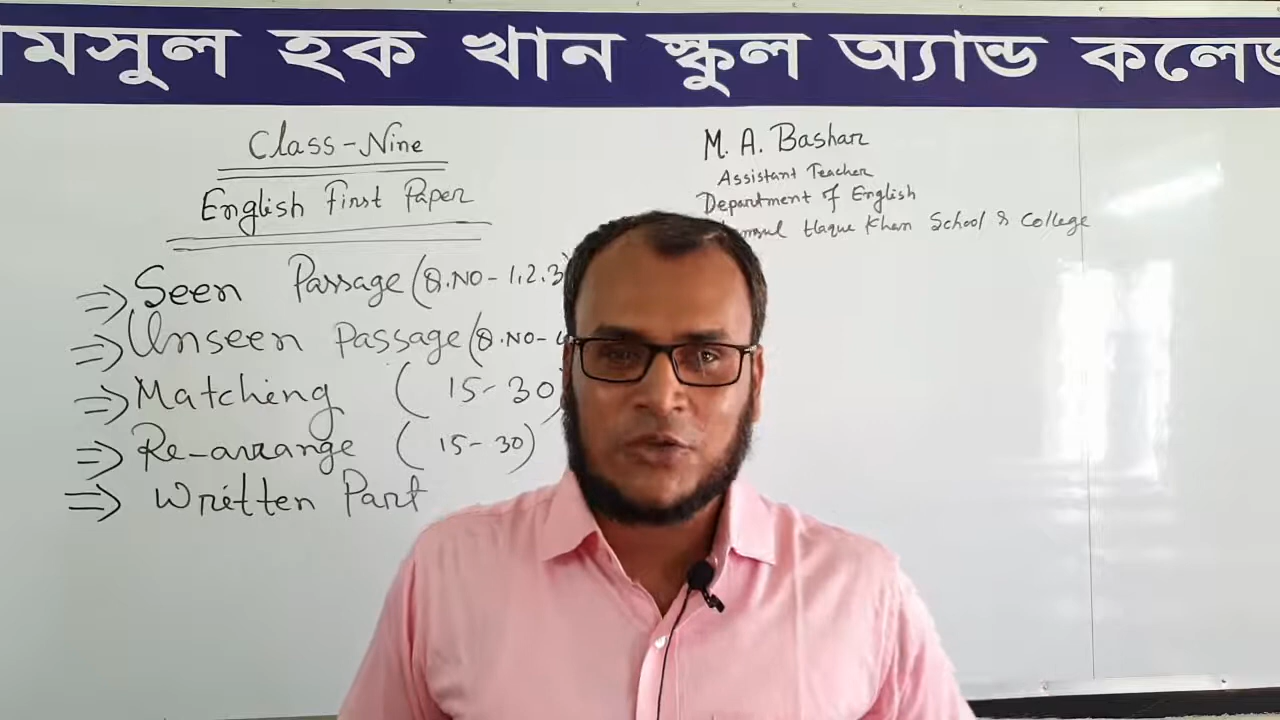 মসুল হক খান স্কুল অ্যান্ড কলেজ
Class-Nine
English First Paper
⇒ Seen Passage (Q.NO- 1,2,3)
⇒ Unseen Passage (Q.NO-
⇒ Matching ( 15-30)
⇒ Re-arrange ( 15-30)
⇒ Written Part
M. A. Bashar
Assistant Teacher
Department of English
Haque Khan School & College